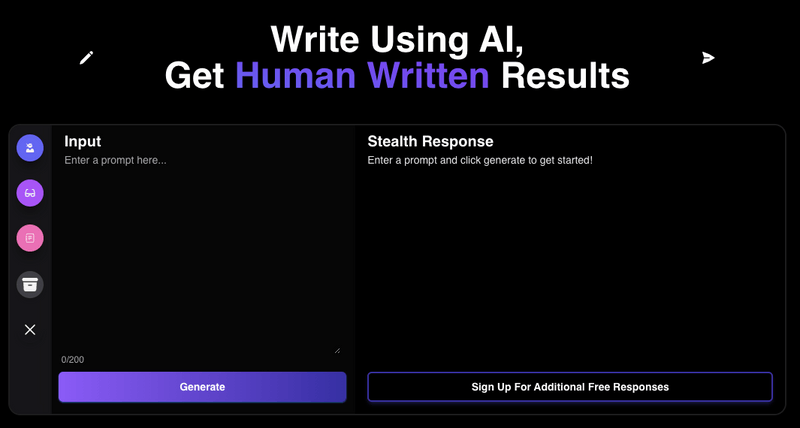 Write Using AI,
Get Human Written Results
Input
Enter a prompt here...
0/200
Generate
Stealth Response
Enter a prompt and click generate to get started!
Sign Up For Additional Free Responses